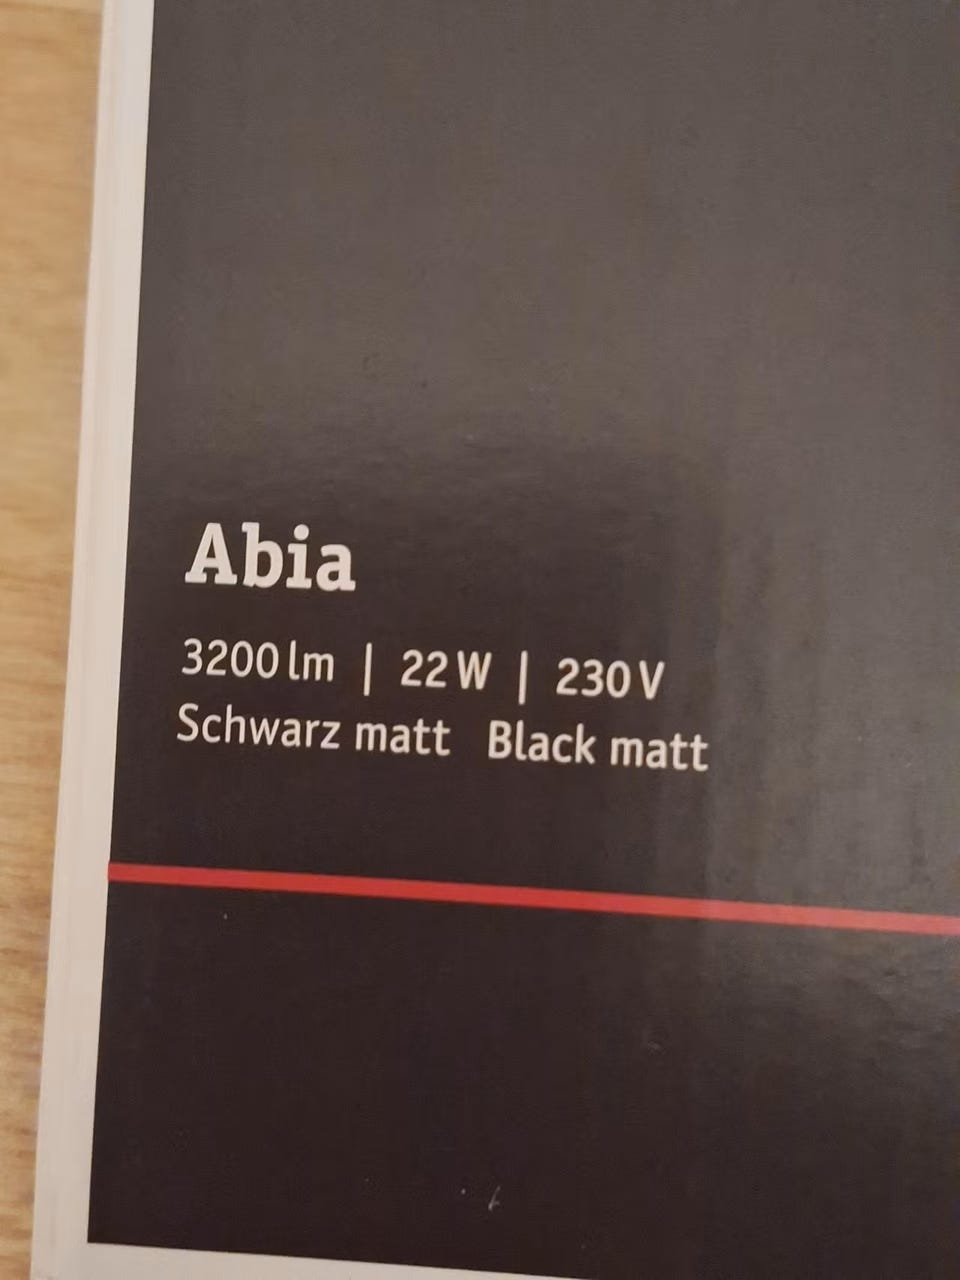 Abia
3200 lm | 22 W | 230 V
Schwarz matt Black matt